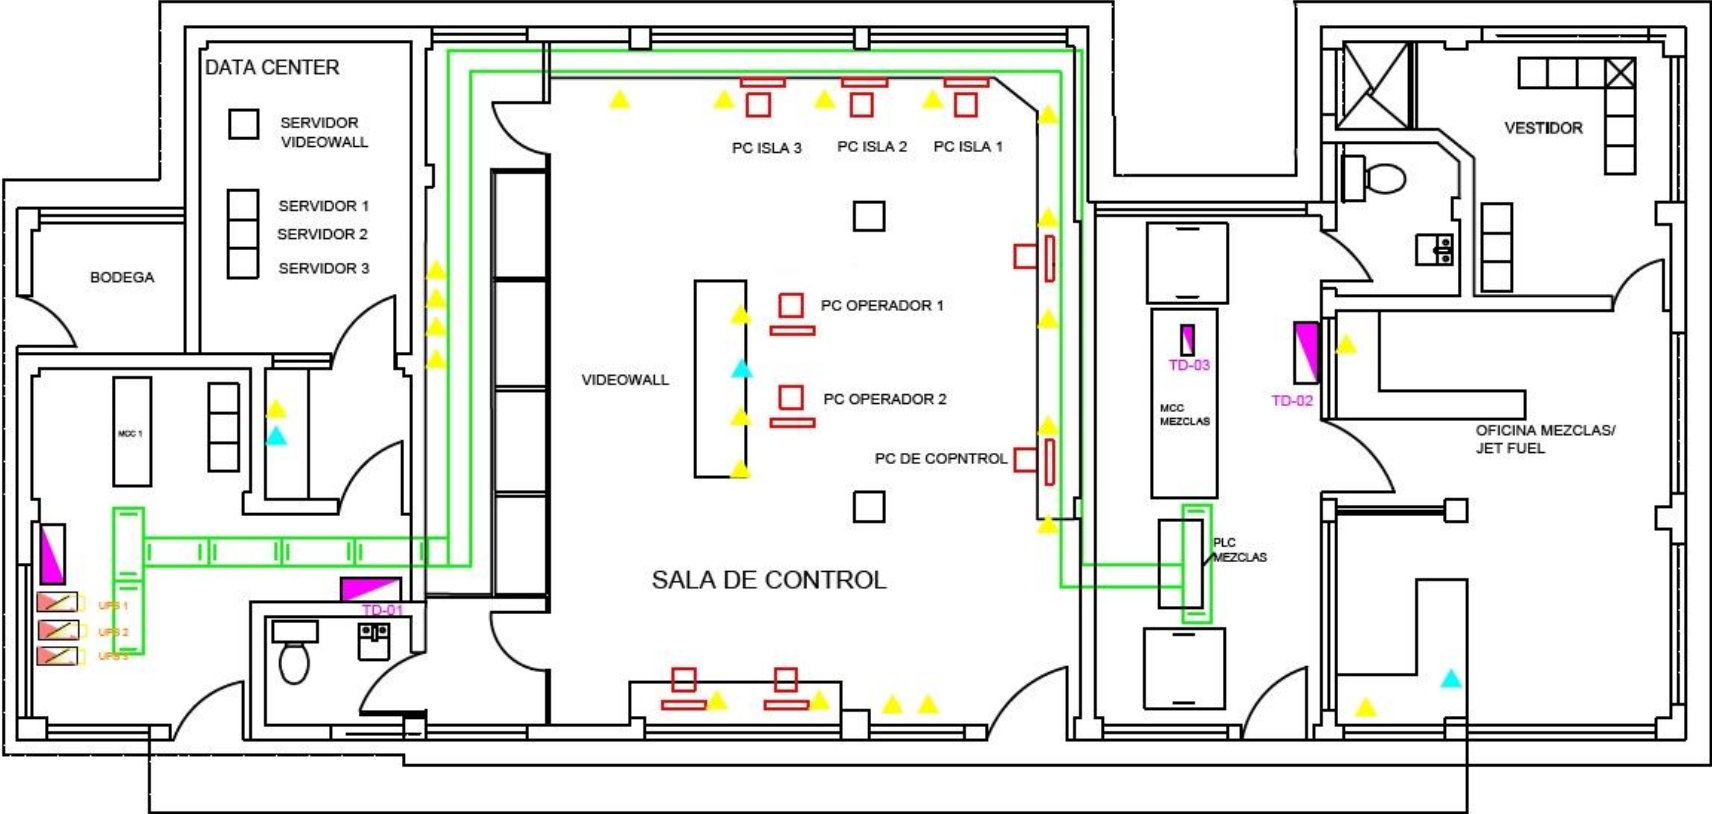 DATA CENTER
SERVIDOR
VIDEOWALL
SERVIDOR 1
SERVIDOR 2
SERVIDOR 3
BODEGA
MCC 1
UPS 1
UPS 2
UPS 3
TD-01
PC ISLA 3
PC ISLA 2
PC ISLA 1
PC OPERADOR 1
VIDEOWALL
PC OPERADOR 2
PC DE COPNTROL
SALA DE CONTROL
TD-03
MCC
MEZCLAS
TD-02
PLC
MEZCLAS
VESTIDOR
OFICINA MEZCLAS/
JET FUEL